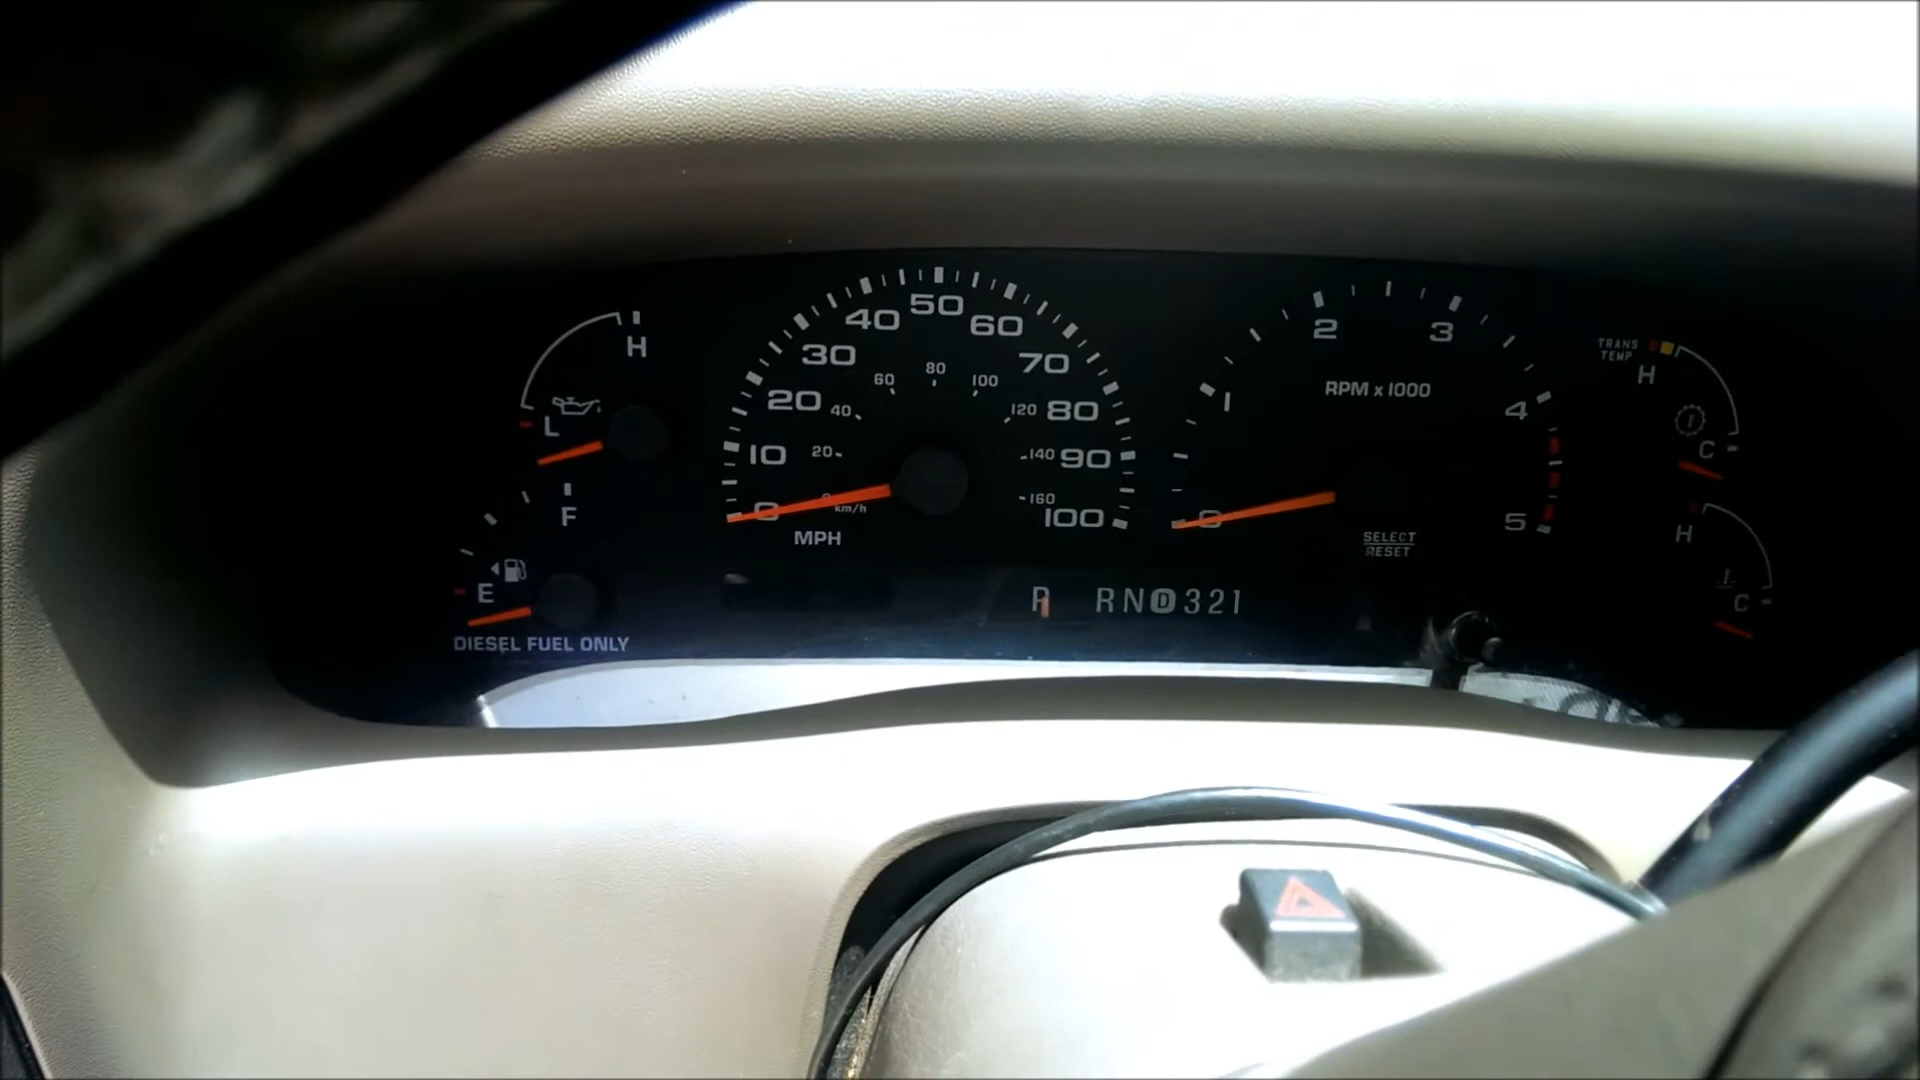 H
L
F
E
DIESEL FUEL ONLY
0
10
20
30
40
50
60
70
80
90
100
20
40
60
80
100
120
140
160
km/h
MPH
0
1
2
3
4
5
RPM x 1000
SELECT
RESET
P RND321
TRANS
TEMP
H
C
H
C